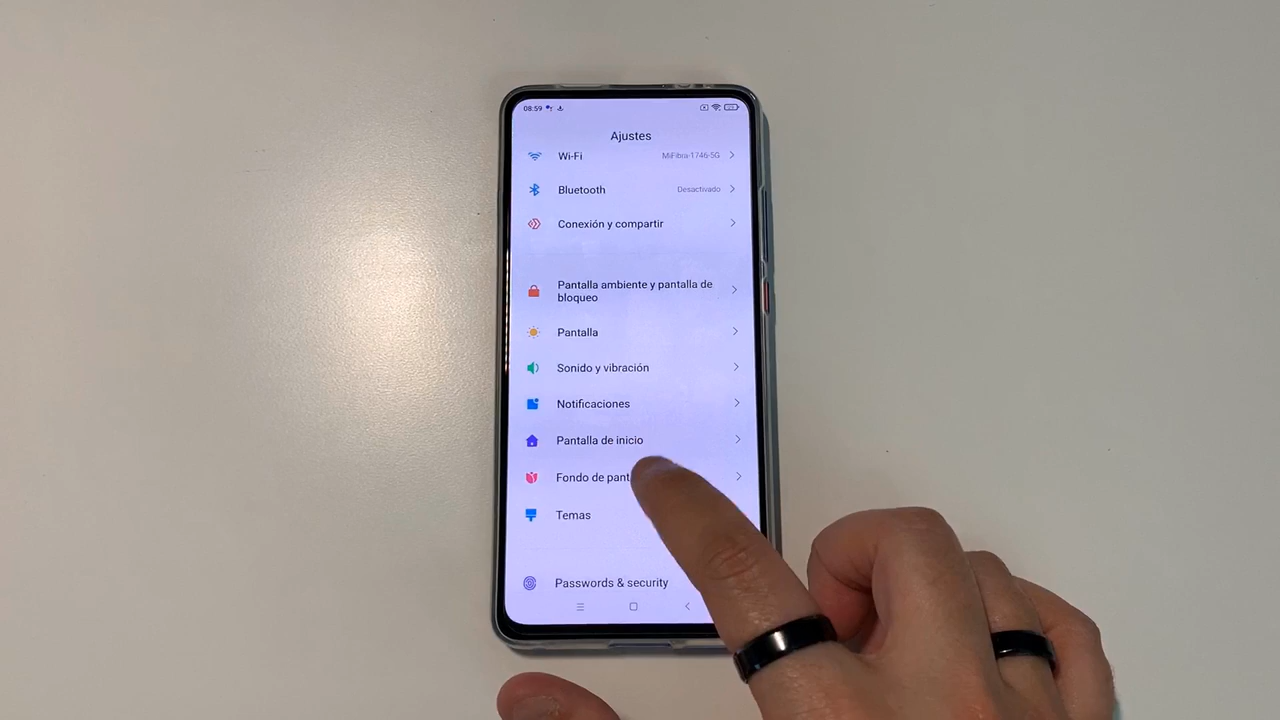 08:59
Ajustes
Wi-Fi MiFibra-1746-5G
Bluetooth Desactivado
Conexión y compartir
Pantalla ambiente y pantalla de
bloqueo
Pantalla
Sonido y vibración
Notificaciones
Pantalla de inicio
Fondo de pant
Temas
Passwords & security